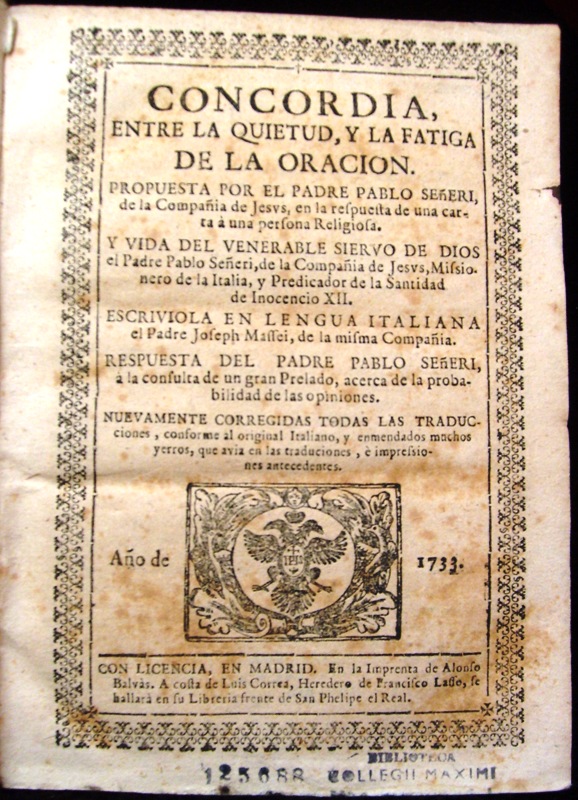 CONCORDIA,
ENTRE LA QUIETUD, Y LA FATIGA
DE LA ORACION.
PROPUESTA POR EL PADRE PABLO SEñERI,
de la Compañia de Jesvs, en la reſpueſta de una car-
ta à una perſona Religioſa.
Y VIDA DEL VENERABLE SIERVO DE DIOS
el Padre Pablo Señeri, de la Compañia de Jesvs, Miſsio-
nero de la Italia, y Predicador de la Santidad
de Inocencio XII.
ESCRIVIOLA EN LENGUA ITALIANA
el Padre Joſeph Maſſei, de la miſma Compañia.
RESPUESTA DEL PADRE PABLO SEñERI,
à la conſulta de un gran Prelado, acerca de la proba-
bilidad de las opiniones.
NUEVAMENTE CORREGIDAS TODAS LAS TRADUC-
ciones, conforme al original Italiano, y enmendados muchos
yerros, que avia en las traduciones, è impreſsio-
nes antecedentes.
Año de 1733.
CON LICENCIA, EN MADRID. En la Imprenta de Alonſo
Balvàs. A coſta de Luis Correa, Heredero de Franciſco Laſſo, ſe
hallarà en ſu Libreria frente de San Phelipe el Real.
BIBLIOTECA
125688 COLLEGII MAXIMI